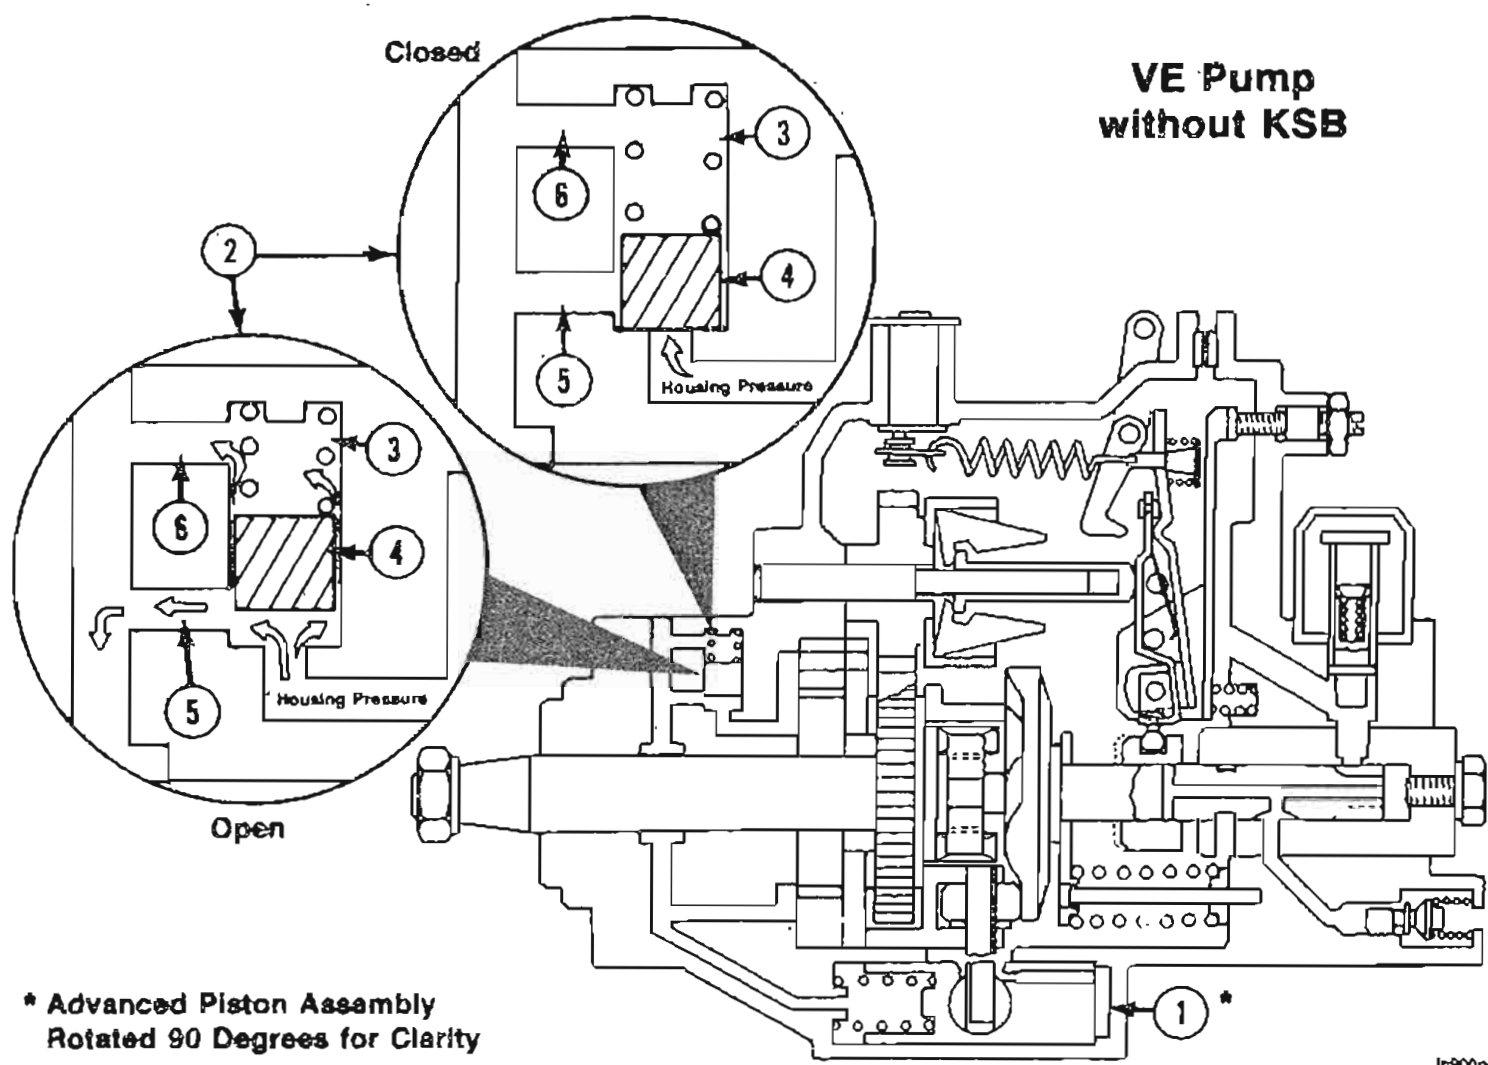 Closed
VE Pump
without KSB
3
6
2
4
5
Housing Pressure
3
6
4
5
Housing Pressure
Open
1 *
* Advanced Piston Assembly
Rotated 90 Degrees for Clarity